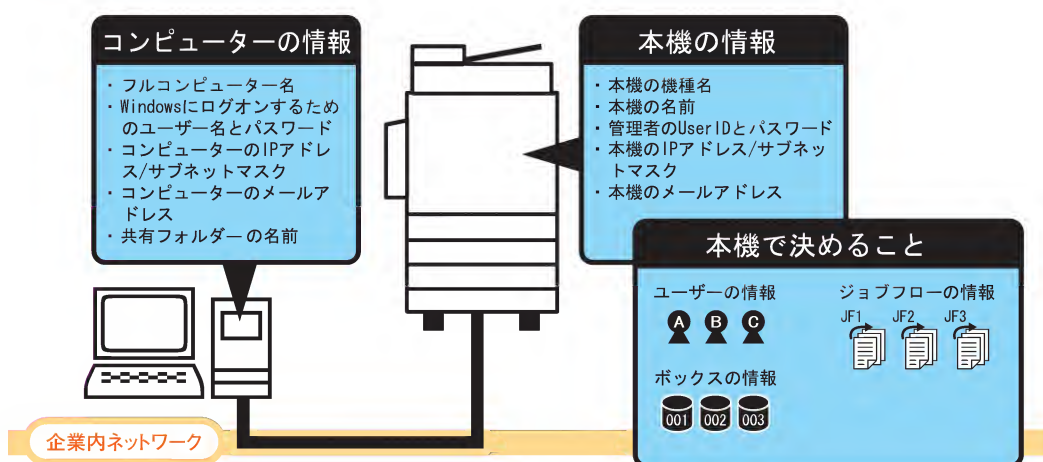 コンピューターの情報
・フルコンピューター名
・Windowsにログオンするため
のユーザー名とパスワード
・コンピューターのIPアドレ
ス/サブネットマスク
・コンピューターのメールア
ドレス
・共有フォルダーの名前
本機の情報
・本機の機種名
・本機の名前
・管理者のUserIDとパスワード
・本機のIPアドレス/サブネッ
トマスク
・本機のメールアドレス
本機で決めること
ユーザーの情報
A B C
ボックスの情報
001 002 003
ジョブフローの情報
JF1 JF2 JF3
企業内ネットワーク